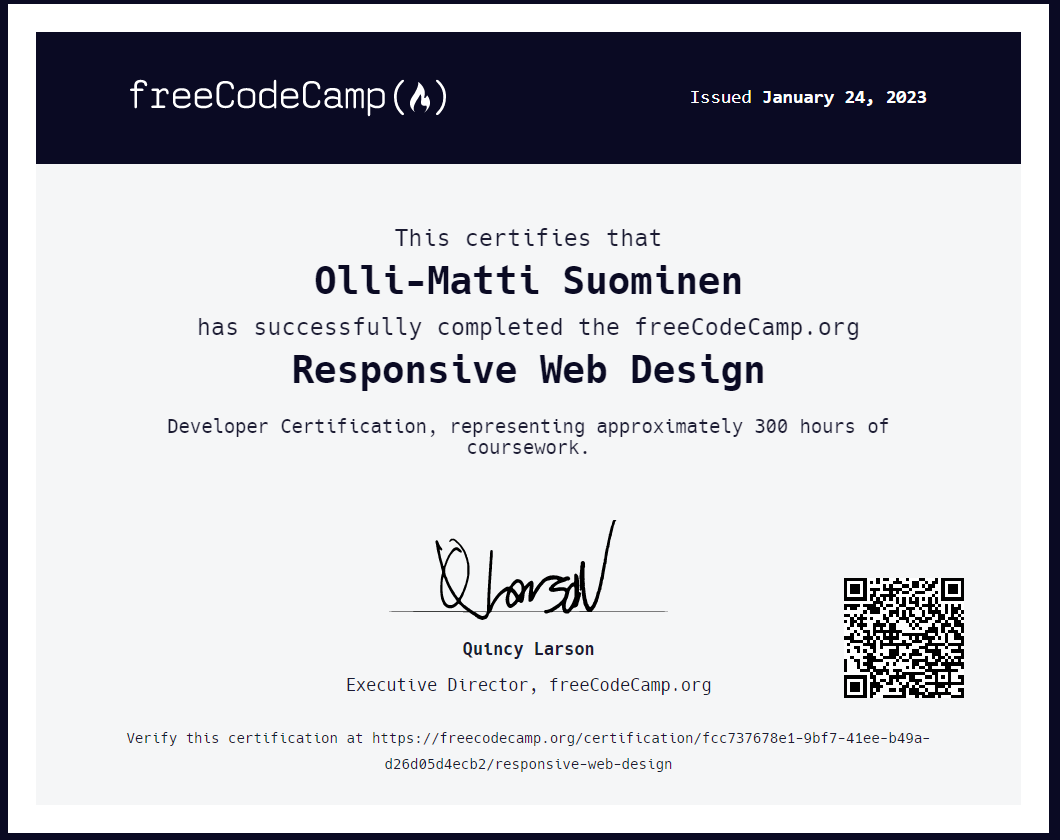 freeCodeCamp(🔥)
Issued January 24, 2023
This certifies that
Olli-Matti Suominen
has successfully completed the freeCodeCamp.org
Responsive Web Design
Developer Certification, representing approximately 300 hours of
coursework.
Q Larson
Quincy Larson
Executive Director, freeCodeCamp.org
Verify this certification at https://freecodecamp.org/certification/fcc737678e1-9bf7-41ee-b49a-
d26d05d4ecb2/responsive-web-design